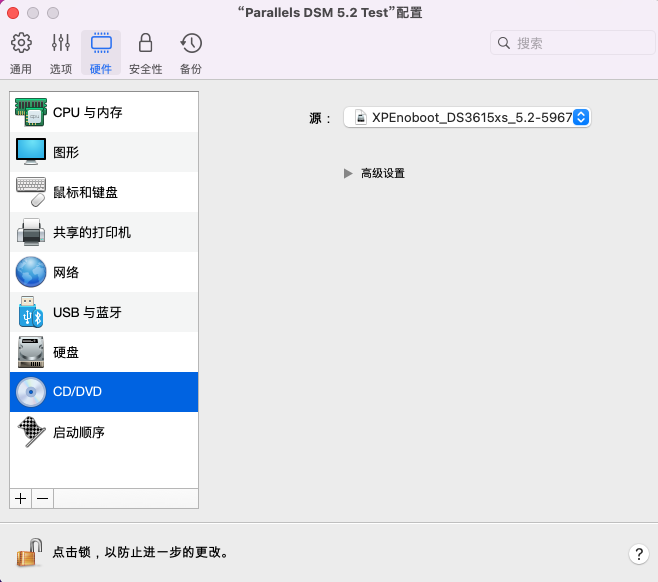 “Parallels DSM 5.2 Test”配置
通用 选项 硬件 安全性 备份 搜索
CPU 与内存
图形
鼠标和键盘
共享的打印机
网络
USB 与蓝牙
硬盘
CD/DVD
启动顺序
源：
XPEnoboot_DS3615xs_5.2-5967
高级设置
点击锁，以防止进一步的更改。
?